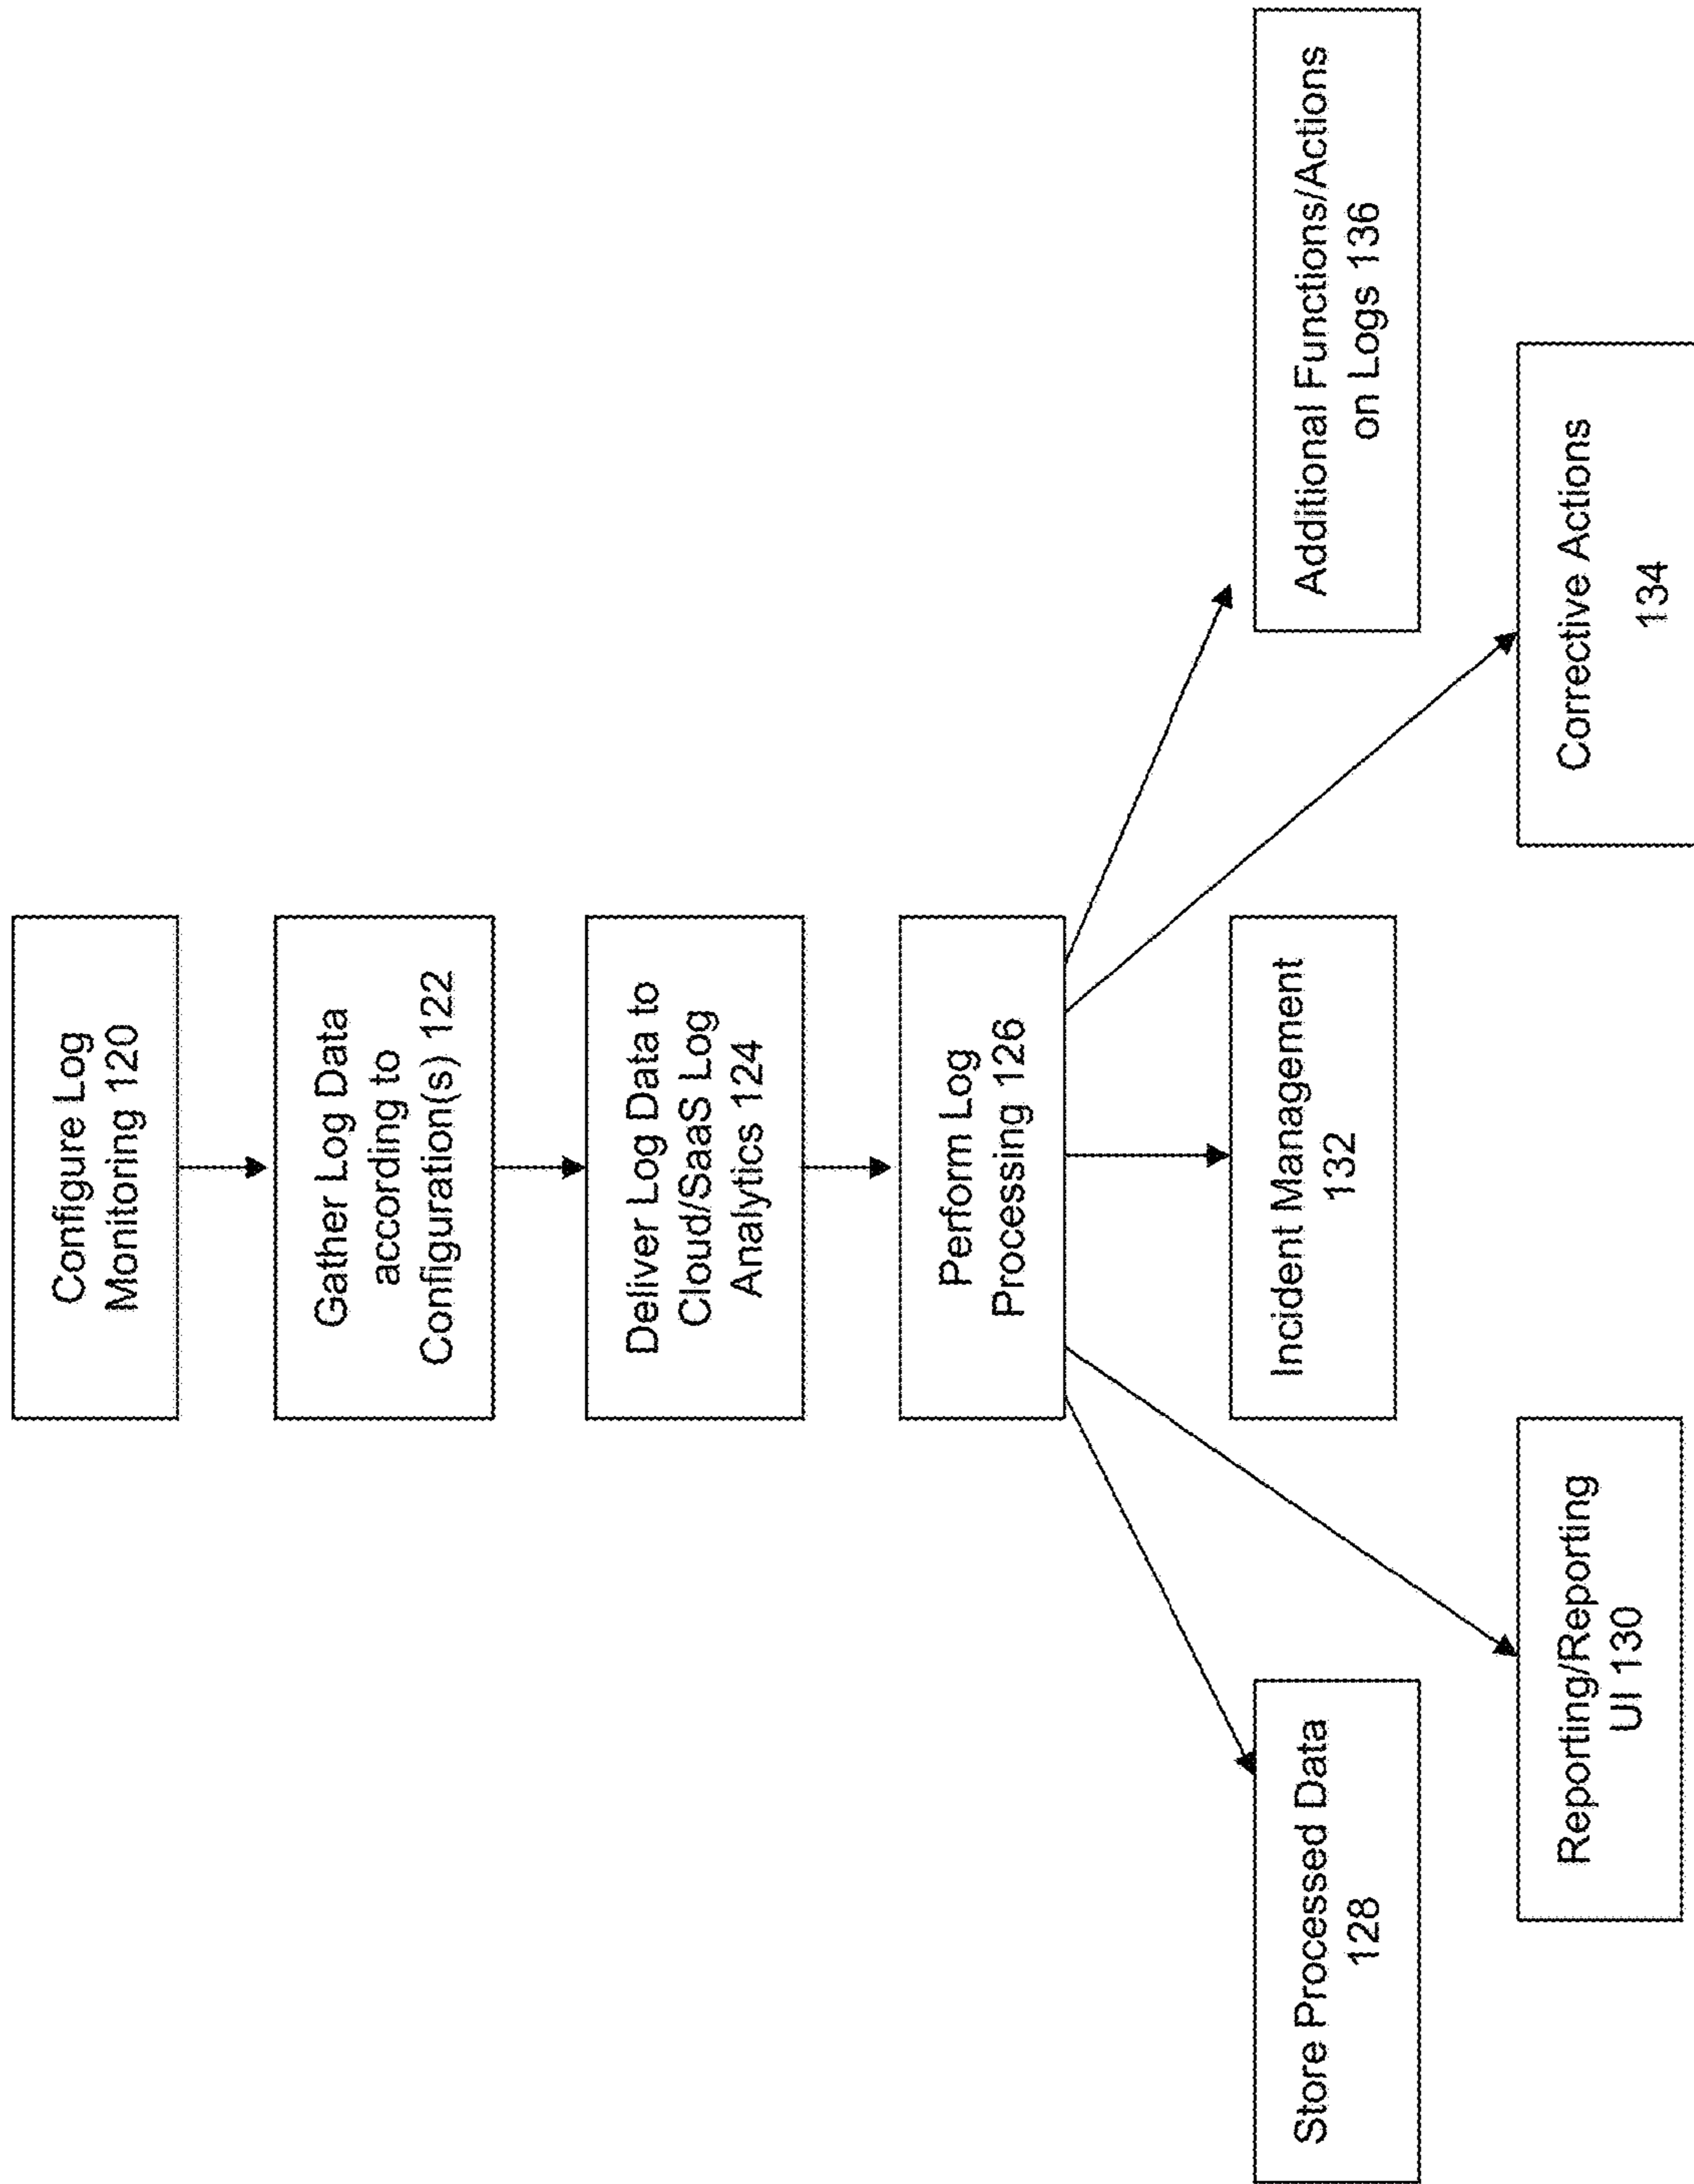 Configure Log
Monitoring 120
Gather Log Data
according to
Configuration(s) 122
Deliver Log Data to
Cloud/SaaS Log
Analytics 124
Perform Log
Processing 126
Store Processed Data
128
Reporting/Reporting
UI 130
Incident Management
132
Corrective Actions
134
Additional Functions/Actions
on Logs 136